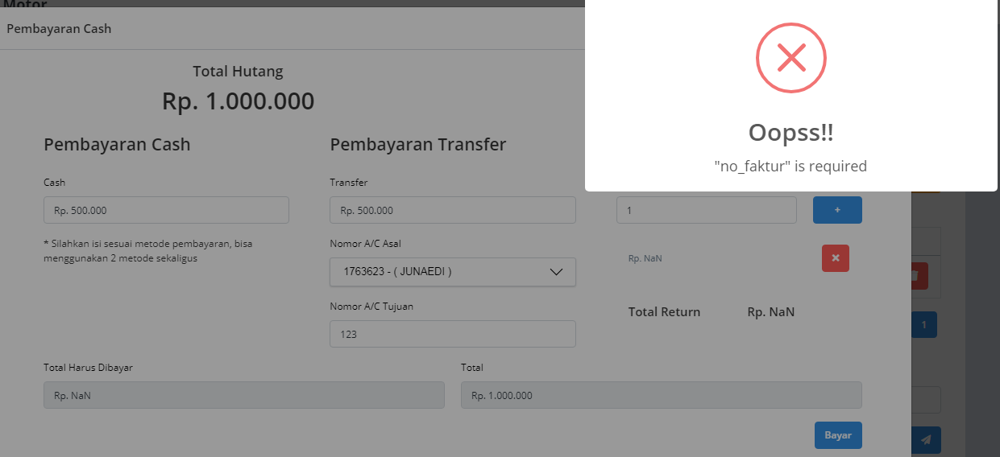 Motor
Pembayaran Cash
Total Hutang
Rp. 1.000.000
Pembayaran Cash
Cash
Rp. 500.000
* Silahkan isi sesuai metode pembayaran, bisa
menggunakan 2 metode sekaligus
Pembayaran Transfer
Transfer
Rp. 500.000
Nomor A/C Asal
1763623 - ( JUNAEDI )
Nomor A/C Tujuan
123
1
+
Rp. NaN
Total Return Rp. NaN
Total Harus Dibayar
Rp. NaN
Total
Rp. 1.000.000
Bayar
Oopss!!
"no_faktur" is required
1